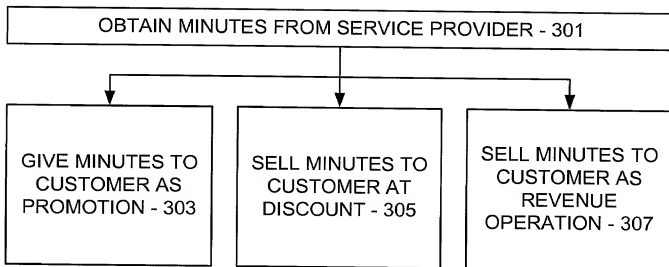 OBTAIN MINUTES FROM SERVICE PROVIDER - 301
GIVE MINUTES TO
CUSTOMER AS
PROMOTION - 303
SELL MINUTES TO
CUSTOMER AT
DISCOUNT - 305
SELL MINUTES TO
CUSTOMER AS
REVENUE
OPERATION - 307